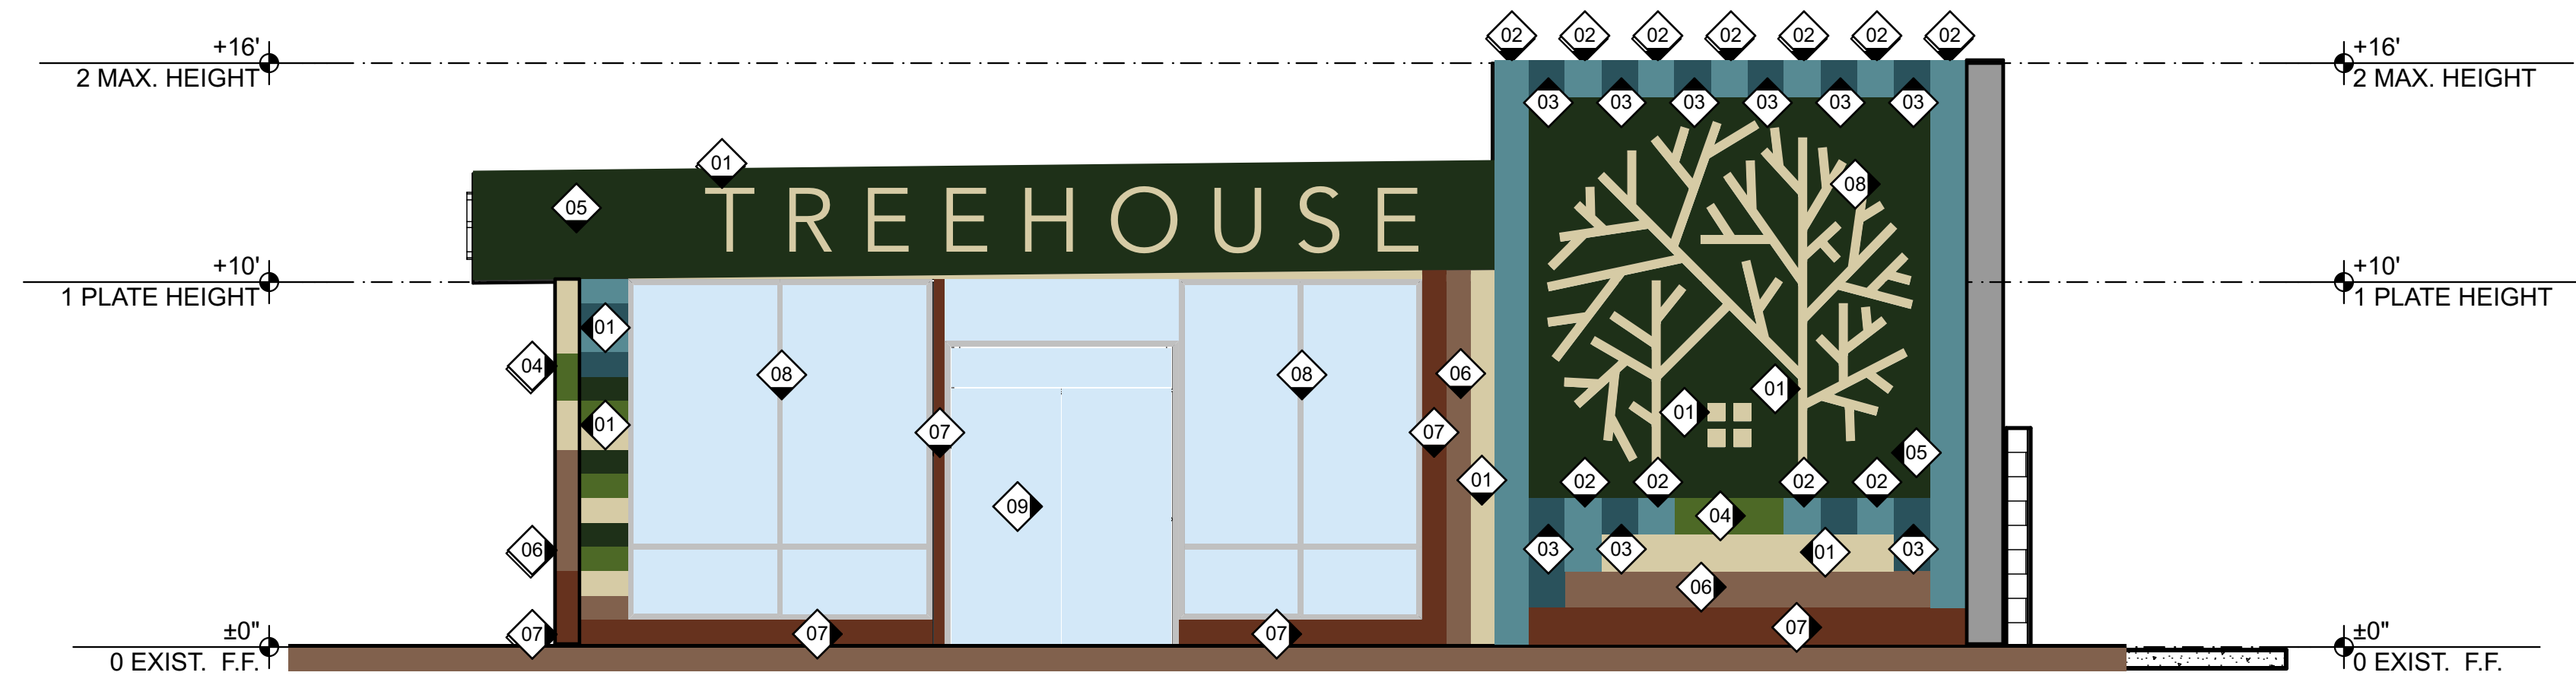 02 02 02 02 02 02 02
+16' +16'
2 MAX. HEIGHT 2 MAX. HEIGHT
03 03 03 03 03 03
01
08
05
TREEHOUSE
+10' +10'
1 PLATE HEIGHT 1 PLATE HEIGHT
01
04 08 08 06
01 01
01 07 07
05
01 02 02 02 02
09 04
06 03 03 01 03
06
07 07 07 07
±0" ±0"
0 EXIST. F.F. 0 EXIST. F.F.